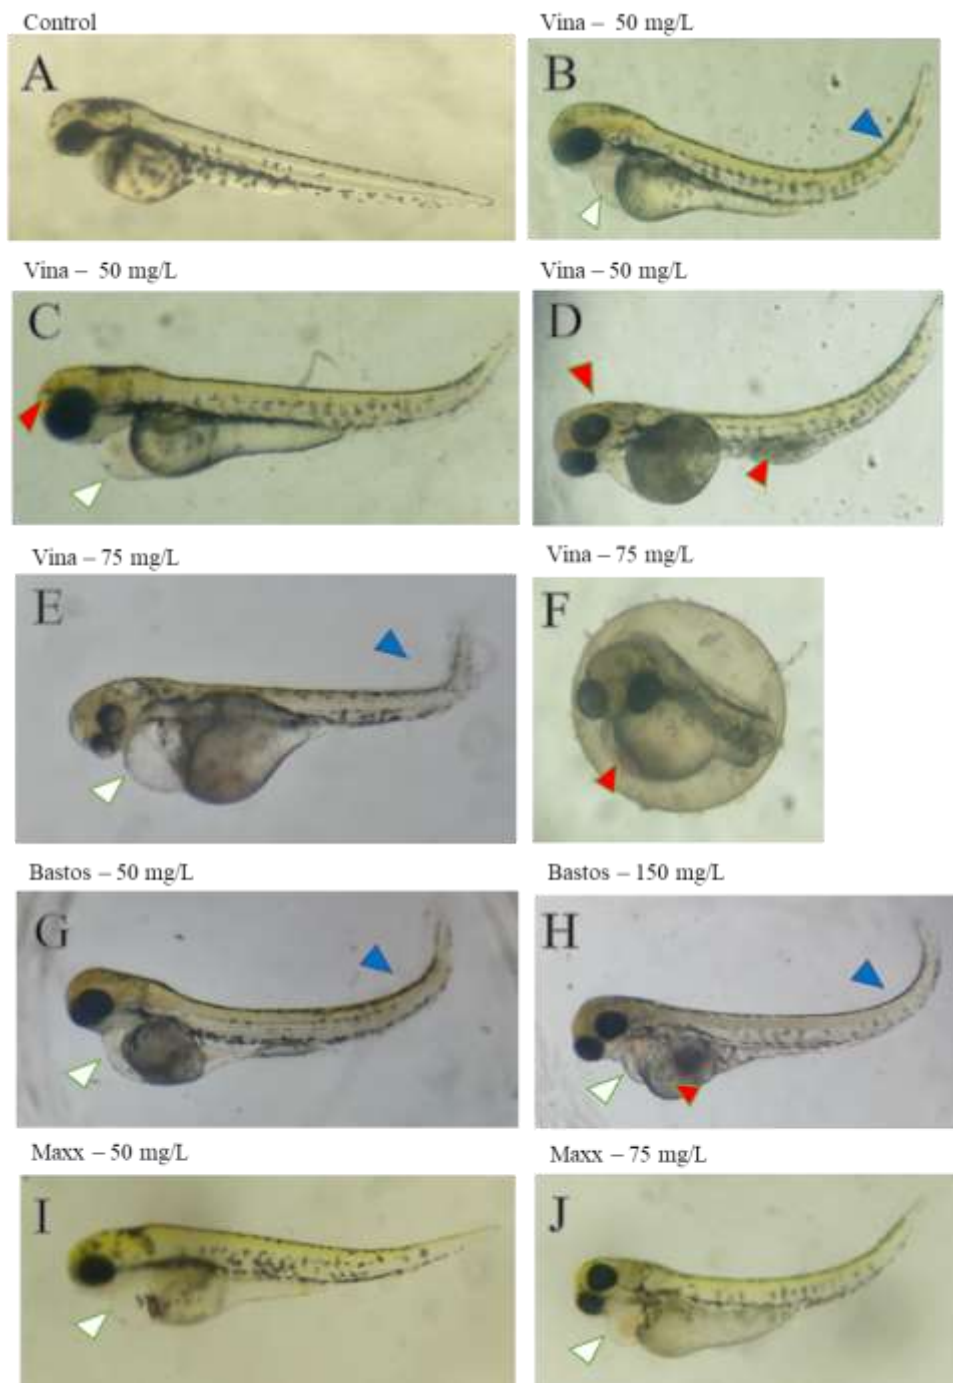 Control
Vina – 50 mg/L
A
B
Vina – 50 mg/L
Vina – 50 mg/L
C
D
Vina – 75 mg/L
Vina – 75 mg/L
E
F
Bastos – 50 mg/L
Bastos – 150 mg/L
G
H
Maxx – 50 mg/L
Maxx – 75 mg/L
I
J